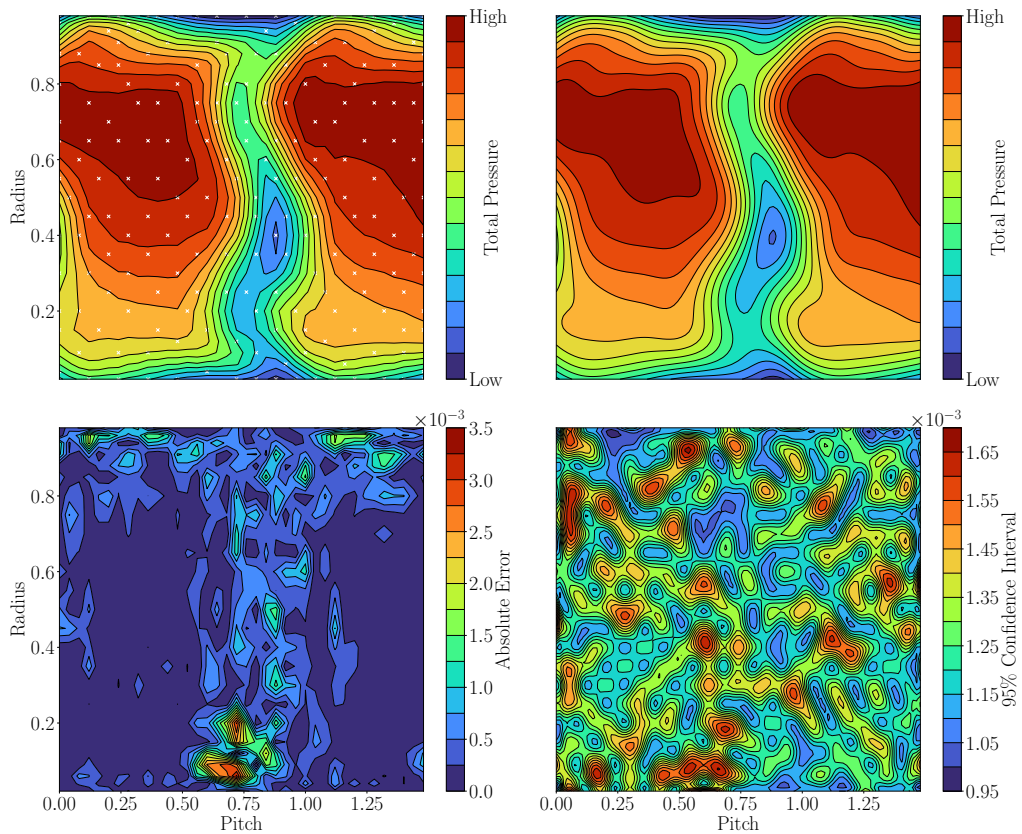 High
High
0.8
0.6
0.4
0.2
Radius
Total Pressure
Total Pressure
Low
Low
×10⁻³
×10⁻³
3.5
3.0
2.5
2.0
1.5
1.0
0.5
0.0
Absolute Error
1.65
1.55
1.45
1.35
1.25
1.15
1.05
0.95
95% Confidence Interval
0.8
0.6
0.4
0.2
Radius
0.00 0.25 0.50 0.75 1.00 1.25
Pitch
0.00 0.25 0.50 0.75 1.00 1.25
Pitch